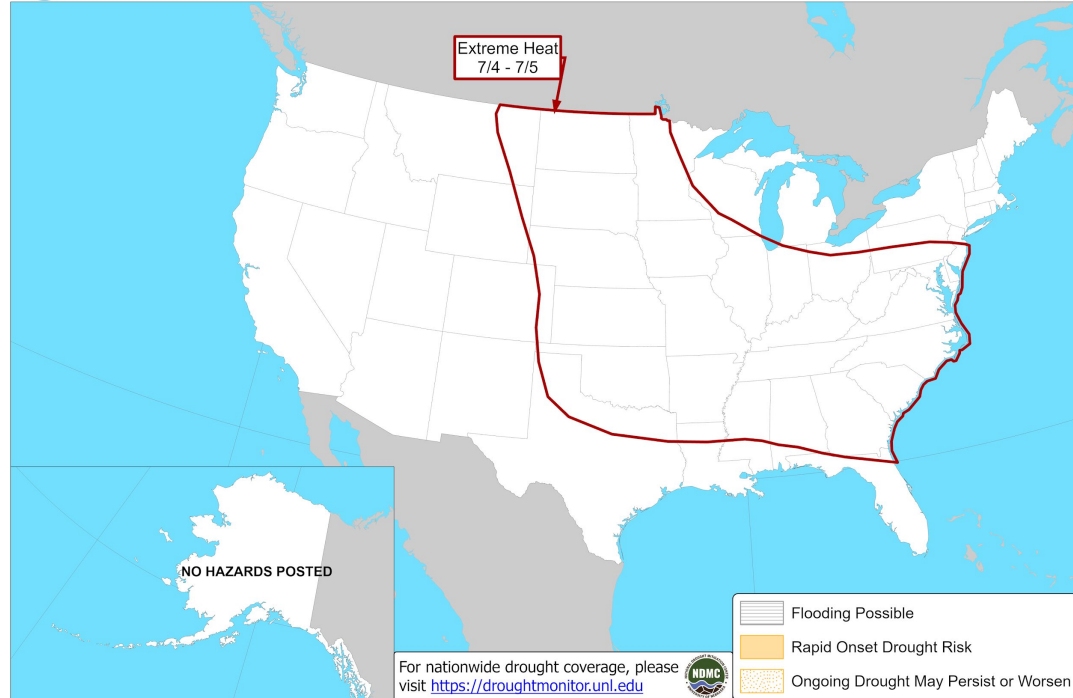 Extreme Heat
7/4 - 7/5
NO HAZARDS POSTED
For nationwide drought coverage, please
visit https://droughtmonitor.unl.edu
NDMC
Flooding Possible
Rapid Onset Drought Risk
Ongoing Drought May Persist or Worsen